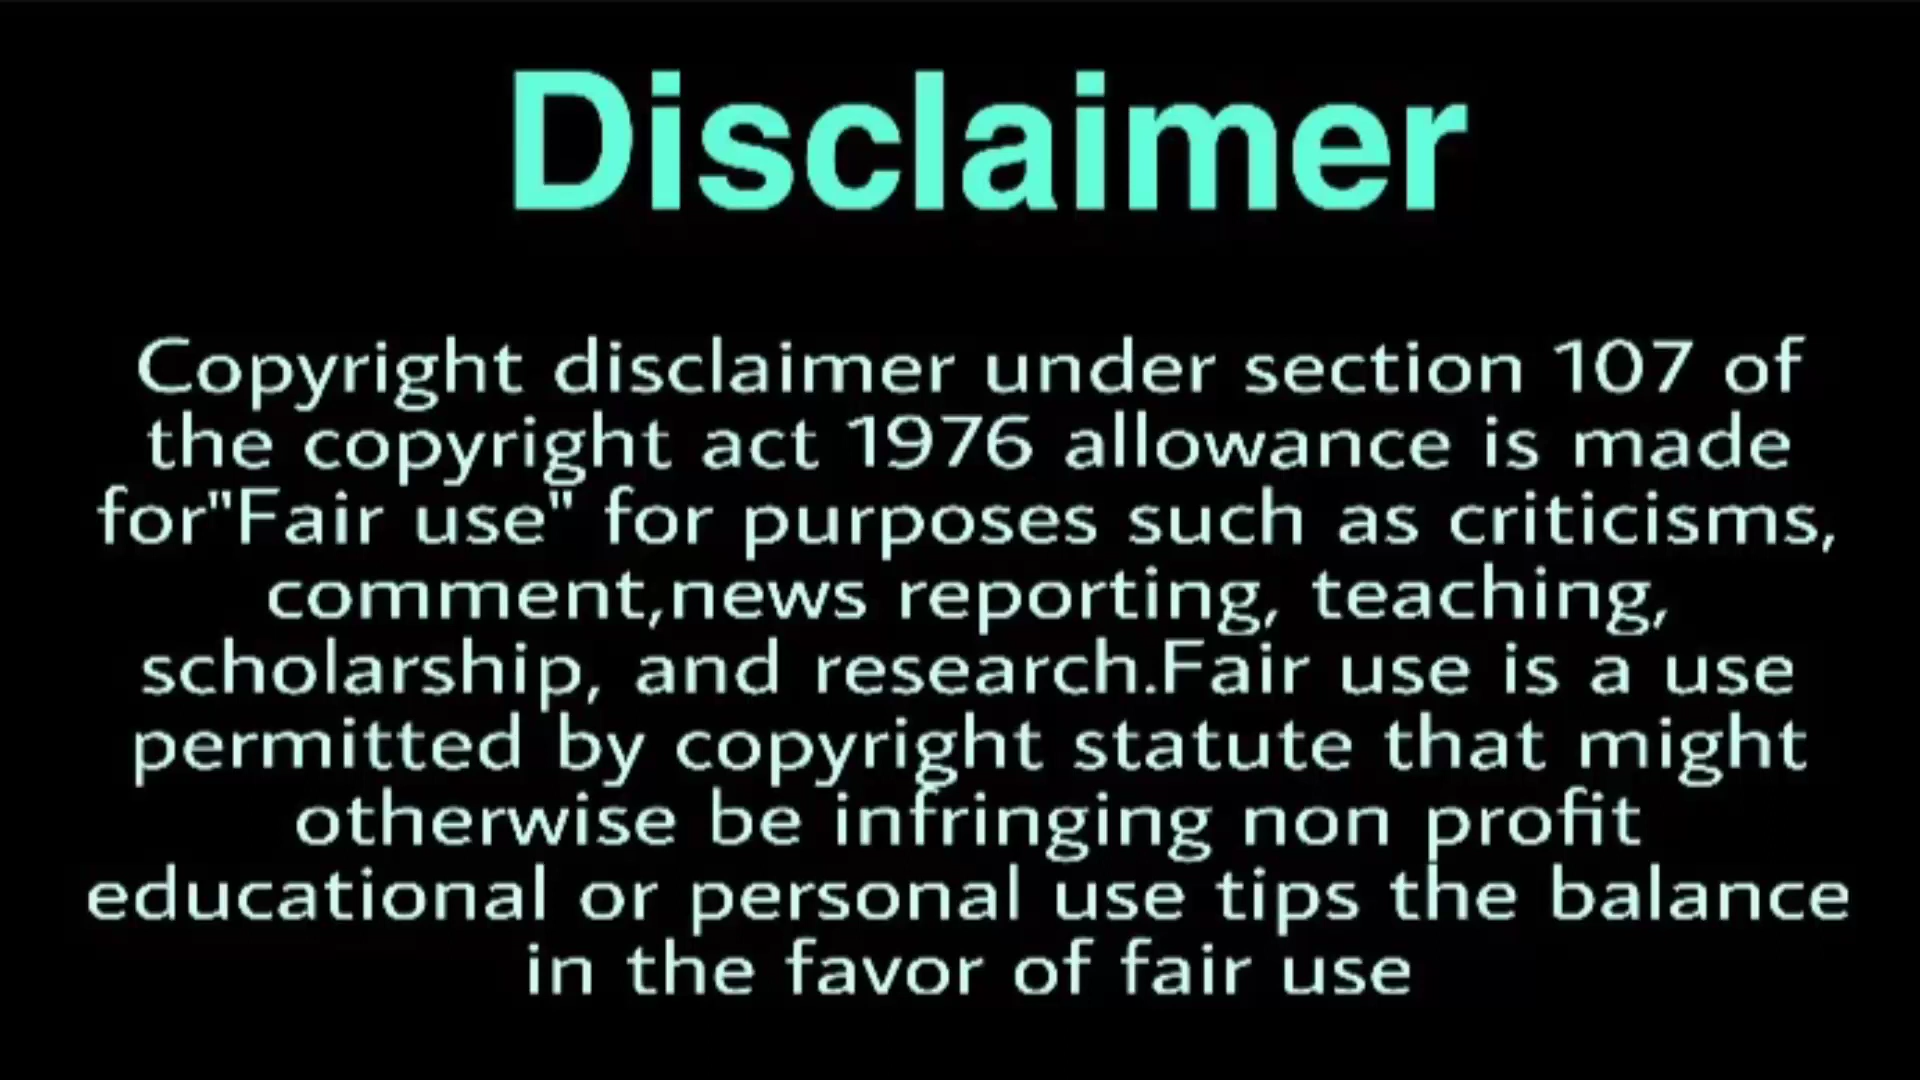 Disclaimer
Copyright disclaimer under section 107 of
the copyright act 1976 allowance is made
for"Fair use" for purposes such as criticisms,
comment,news reporting, teaching,
scholarship, and research.Fair use is a use
permitted by copyright statute that might
otherwise be infringing non profit
educational or personal use tips the balance
in the favor of fair use